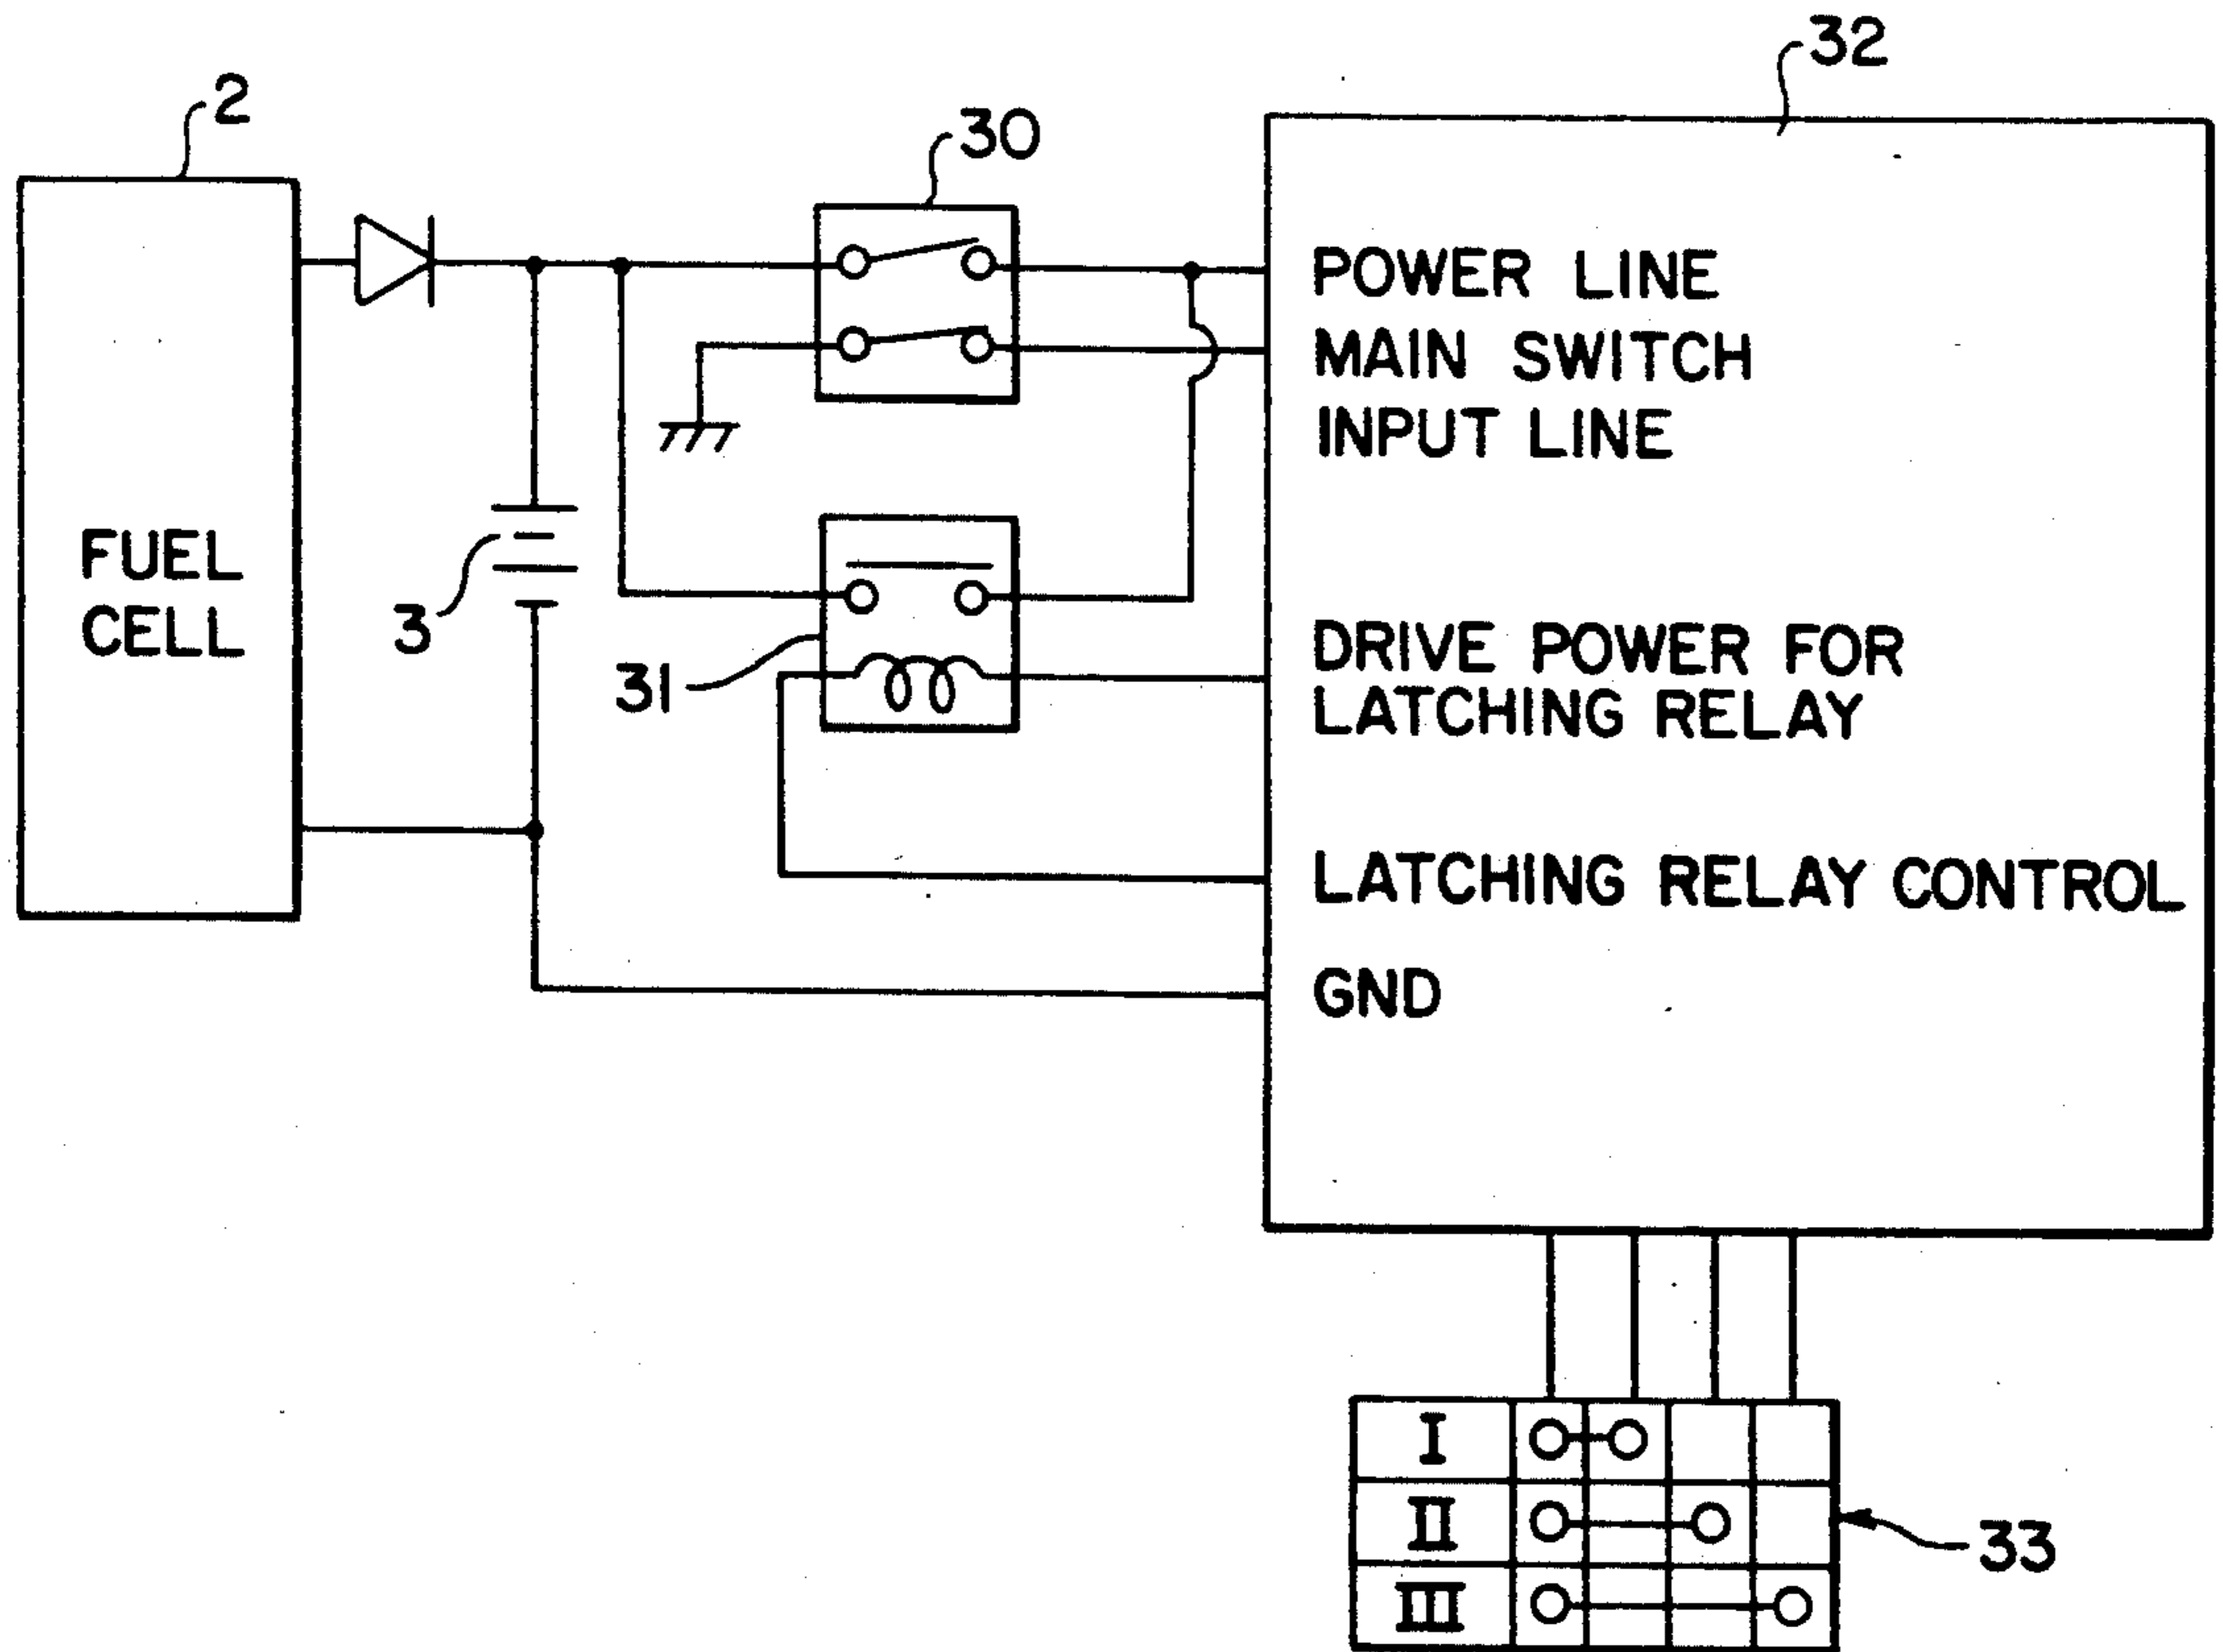 2
32
30
POWER LINE
MAIN SWITCH
INPUT LINE
FUEL
CELL
3
31
DRIVE POWER FOR
LATCHING RELAY
LATCHING RELAY CONTROL
GND
I
II
III
33